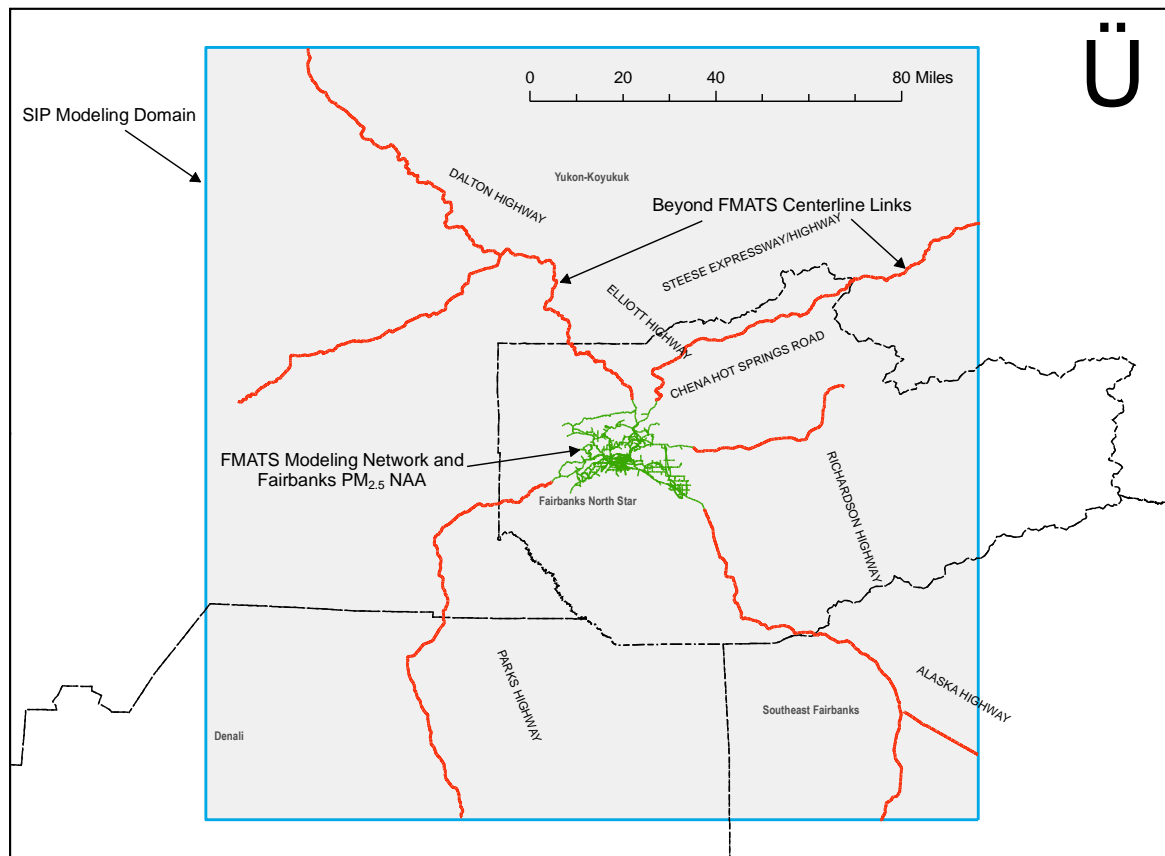 Ü
0 20 40 80 Miles
SIP Modeling Domain
DALTON HIGHWAY
Yukon-Koyukuk
Beyond FMATS Centerline Links
STEESE EXPRESSWAY/HIGHWAY
ELLIOTT HIGHWAY
CHENA HOT SPRINGS ROAD
FMATS Modeling Network and
Fairbanks PM2.5 NAA
Fairbanks North Star
RICHARDSON HIGHWAY
PARKS HIGHWAY
ALASKA HIGHWAY
Southeast Fairbanks
Denali